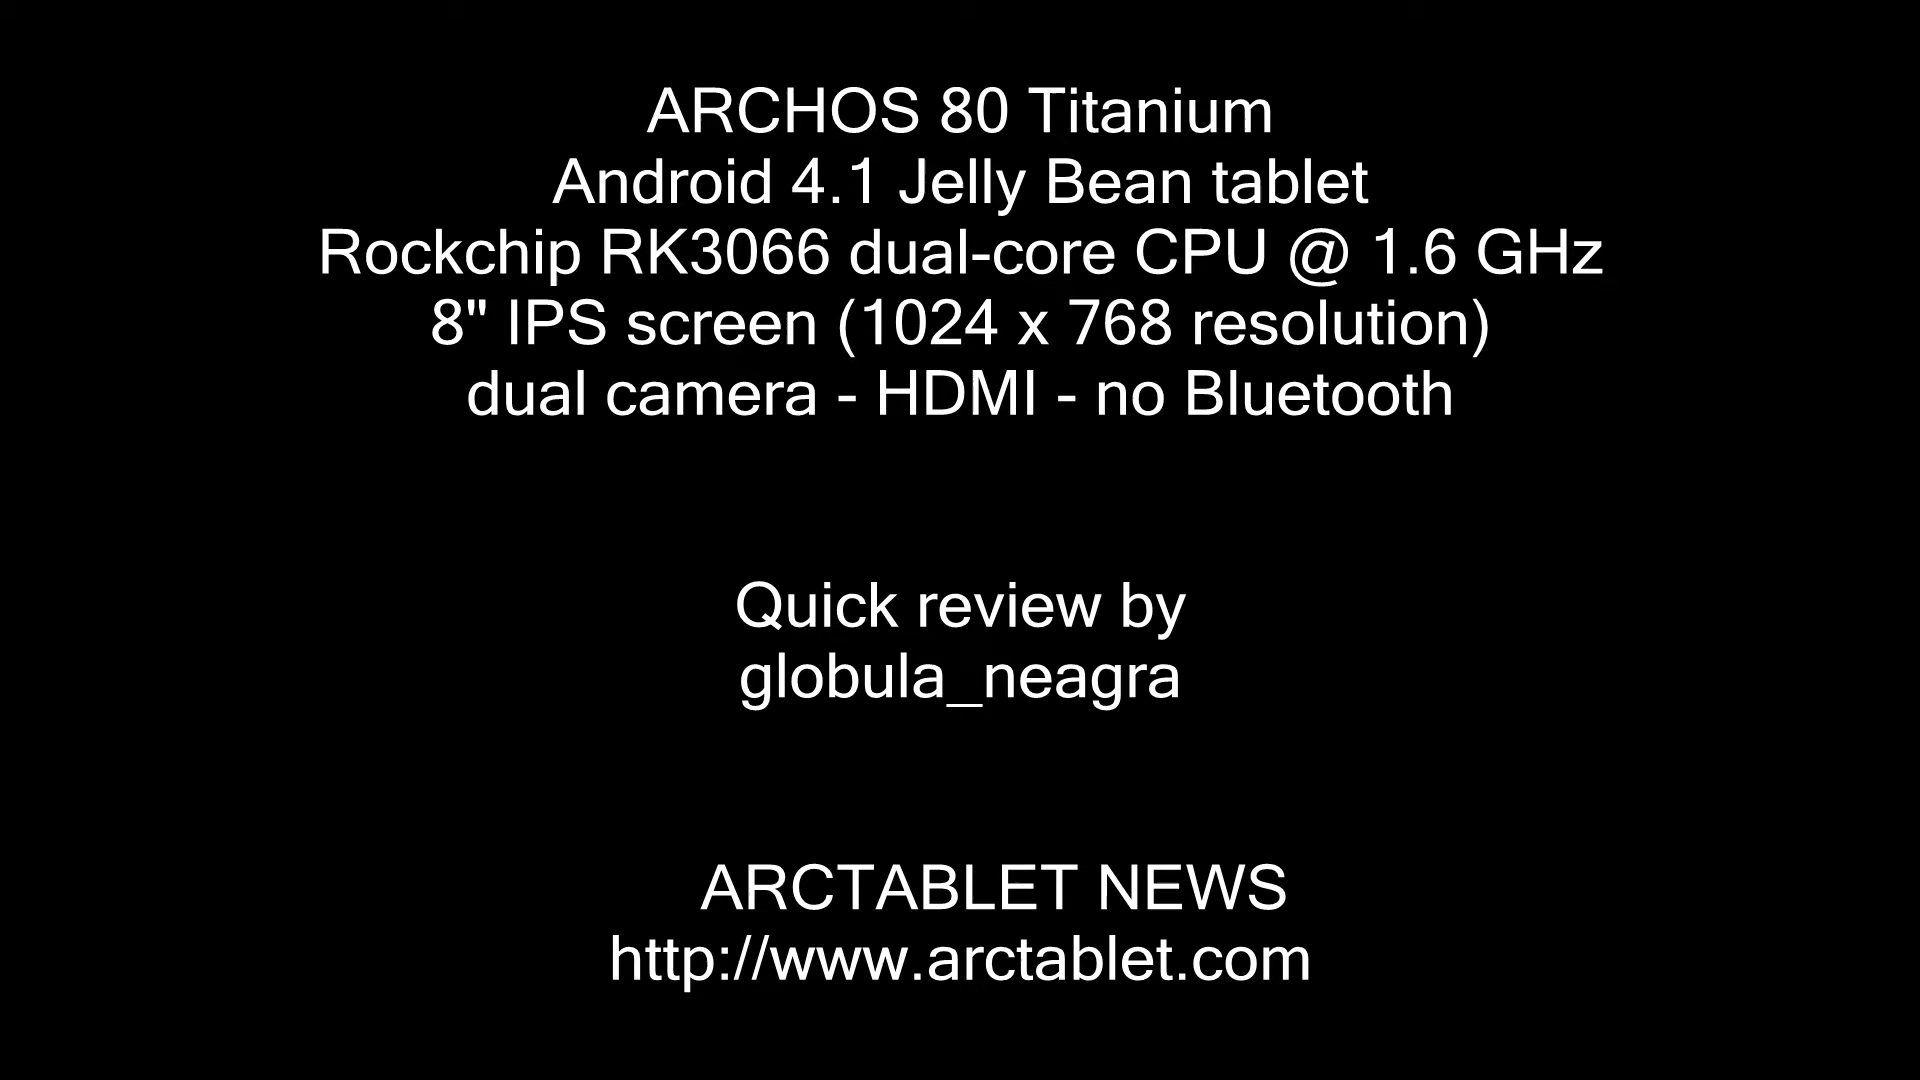 ARCHOS 80 Titanium
Android 4.1 Jelly Bean tablet
Rockchip RK3066 dual-core CPU @ 1.6 GHz
8" IPS screen (1024 x 768 resolution)
dual camera - HDMI - no Bluetooth
Quick review by
globula_neagra
ARCTABLET NEWS
http://www.arctablet.com